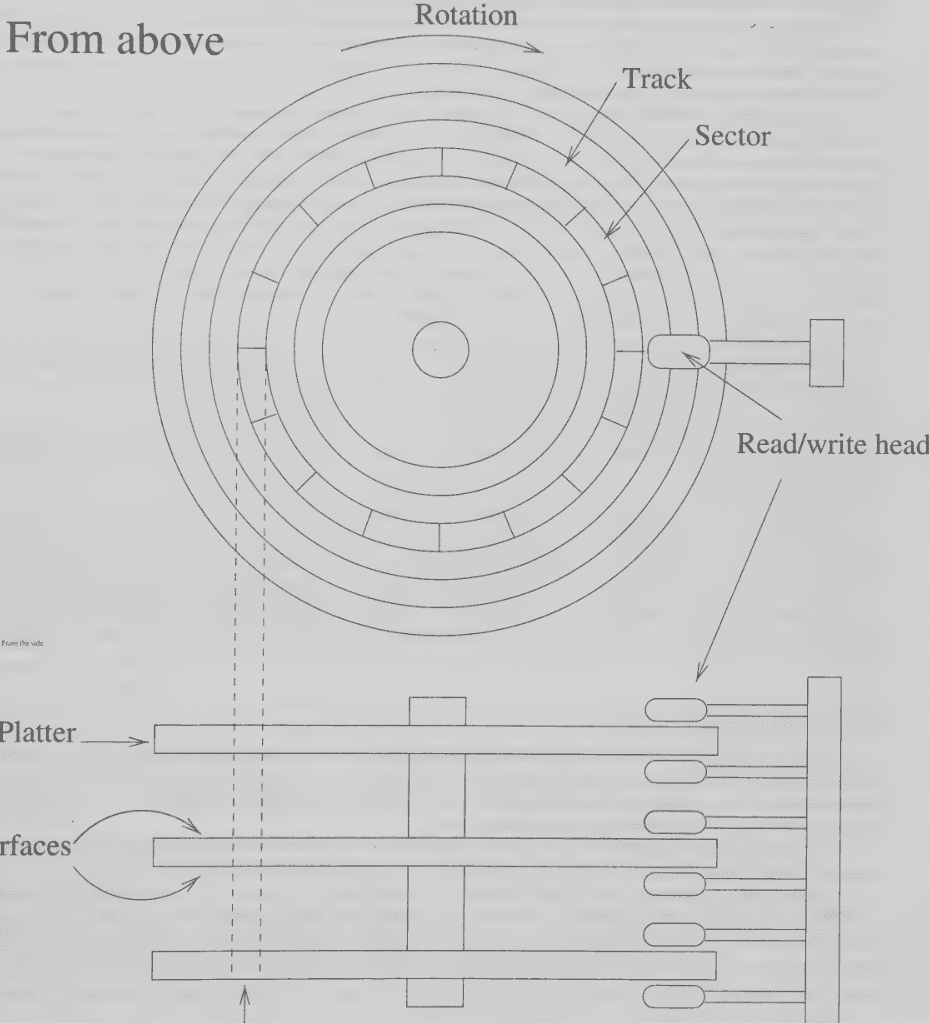 Rotation
From above
Track
Sector
Read/write head
From the side
Platter
rfaces